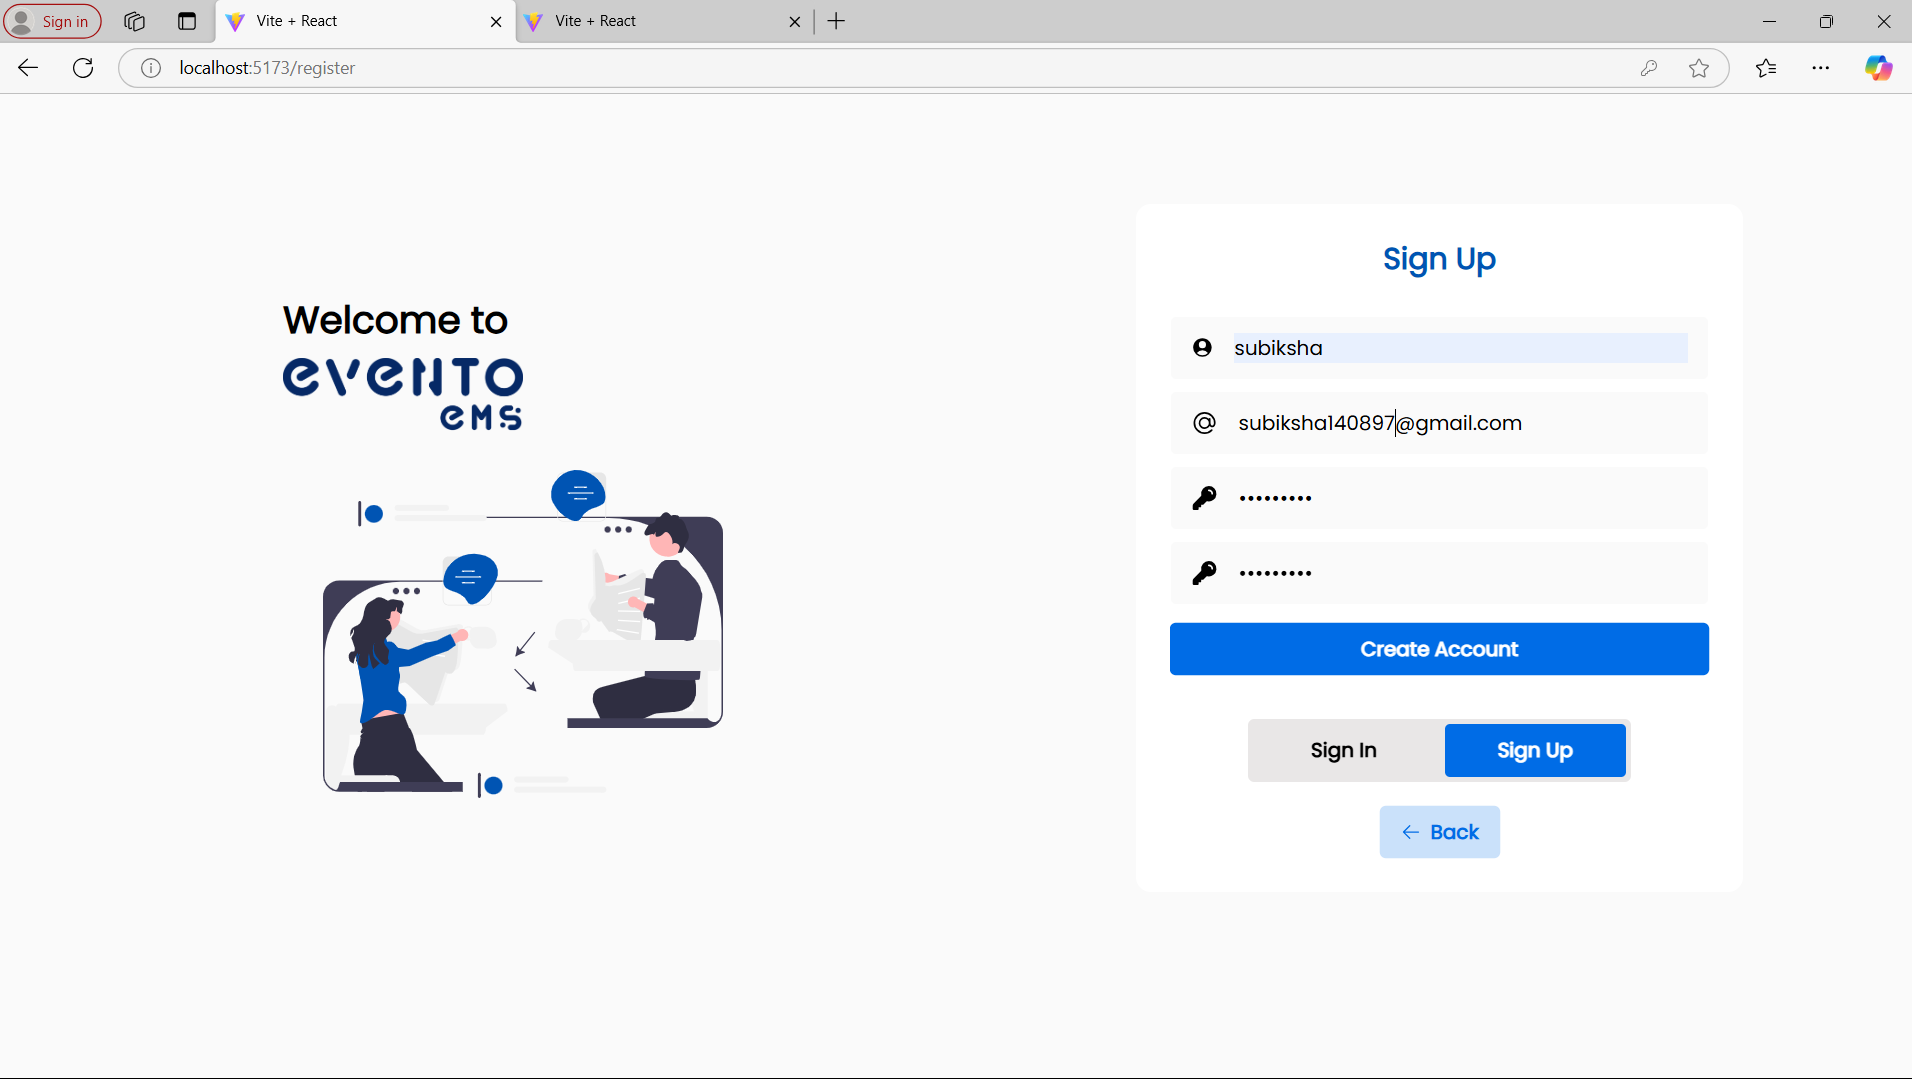 Sign in
Vite + React
Vite + React
localhost:5173/register
Welcome to
evento
ems
Sign Up
subiksha
subiksha140897@gmail.com
•••••••••
•••••••••
Create Account
Sign In
Sign Up
Back